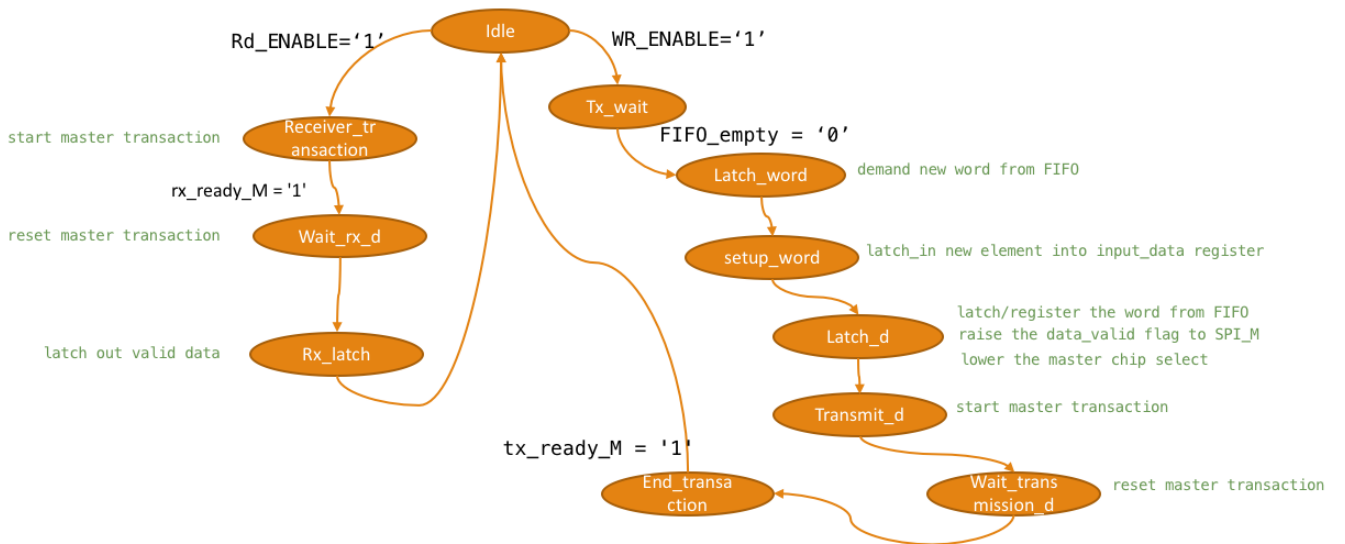 Idle
Rd_ENABLE=‘1’
WR_ENABLE=‘1’
Tx_wait
Receiver_tr
ansaction
start master transaction
FIFO_empty = ‘0’
Latch_word
demand new word from FIFO
rx_ready_M = '1'
Wait_rx_d
reset master transaction
setup_word
latch_in new element into input_data register
latch/register the word from FIFO
raise the data_valid flag to SPI_M
lower the master chip select
Latch_d
latch out valid data
Rx_latch
Transmit_d
start master transaction
tx_ready_M = '1'
End_transa
ction
Wait_trans
mission_d
reset master transaction